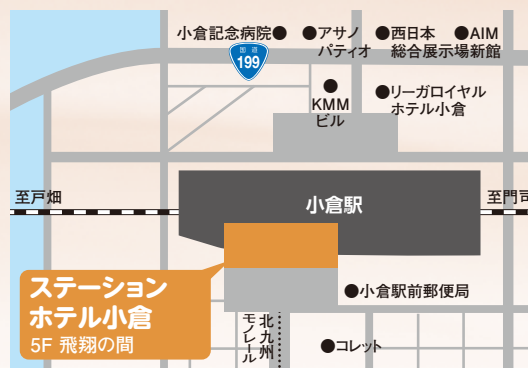 小倉記念病院●
●アサノ
パティオ
●西日本
総合展示場新館
●AIM
国道
199
●
KMM
ビル
●リーガロイヤル
ホテル小倉
至戸畑
小倉駅
至門司
ステーション
ホテル小倉
5F 飛翔の間
●小倉駅前郵便局
北九州
モノレール
●コレット